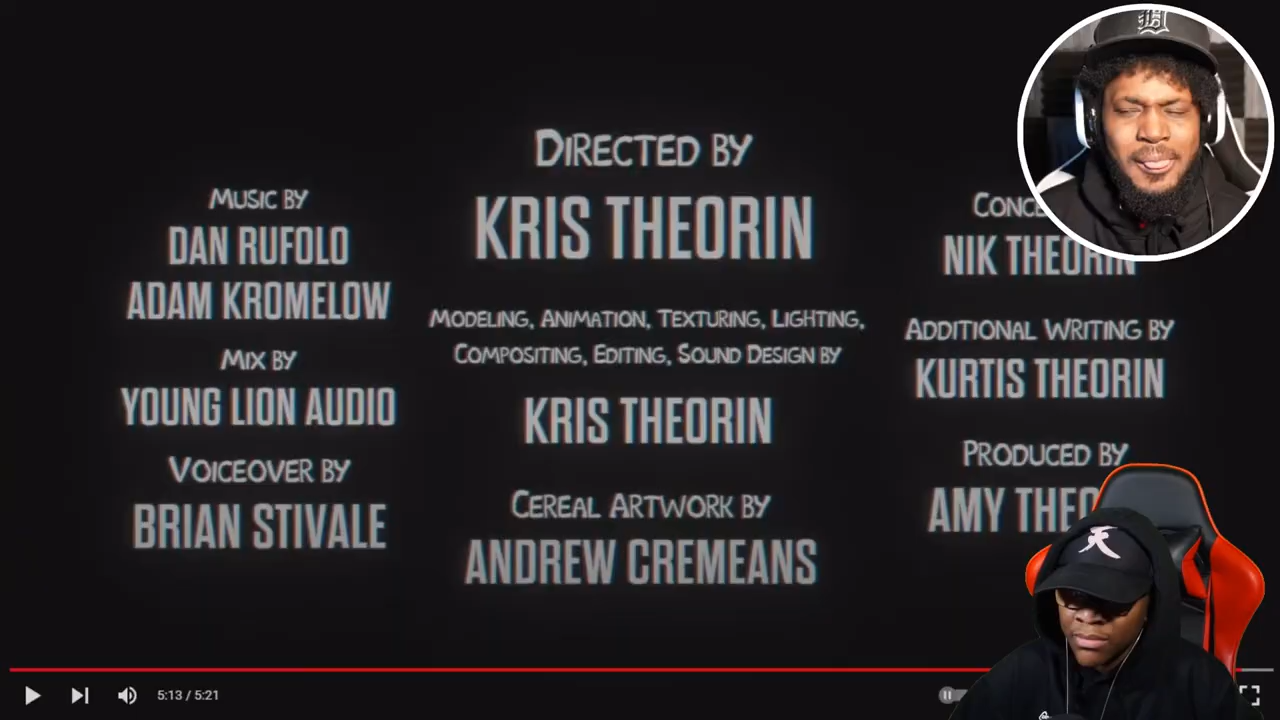 DIRECTED BY
KRIS THEORIN
MODELING, ANIMATION, TEXTURING, LIGHTING,
COMPOSITING, EDITING, SOUND DESIGN BY
KRIS THEORIN
CEREAL ARTWORK BY
ANDREW CREMEANS
MUSIC BY
DAN RUFOLO
ADAM KROMELOW
MIX BY
YOUNG LION AUDIO
VOICEOVER BY
BRIAN STIVALE
NIK THEORIN
ADDITIONAL WRITING BY
KURTIS THEORIN
PRODUCED BY
AMY
5:13 / 5:21